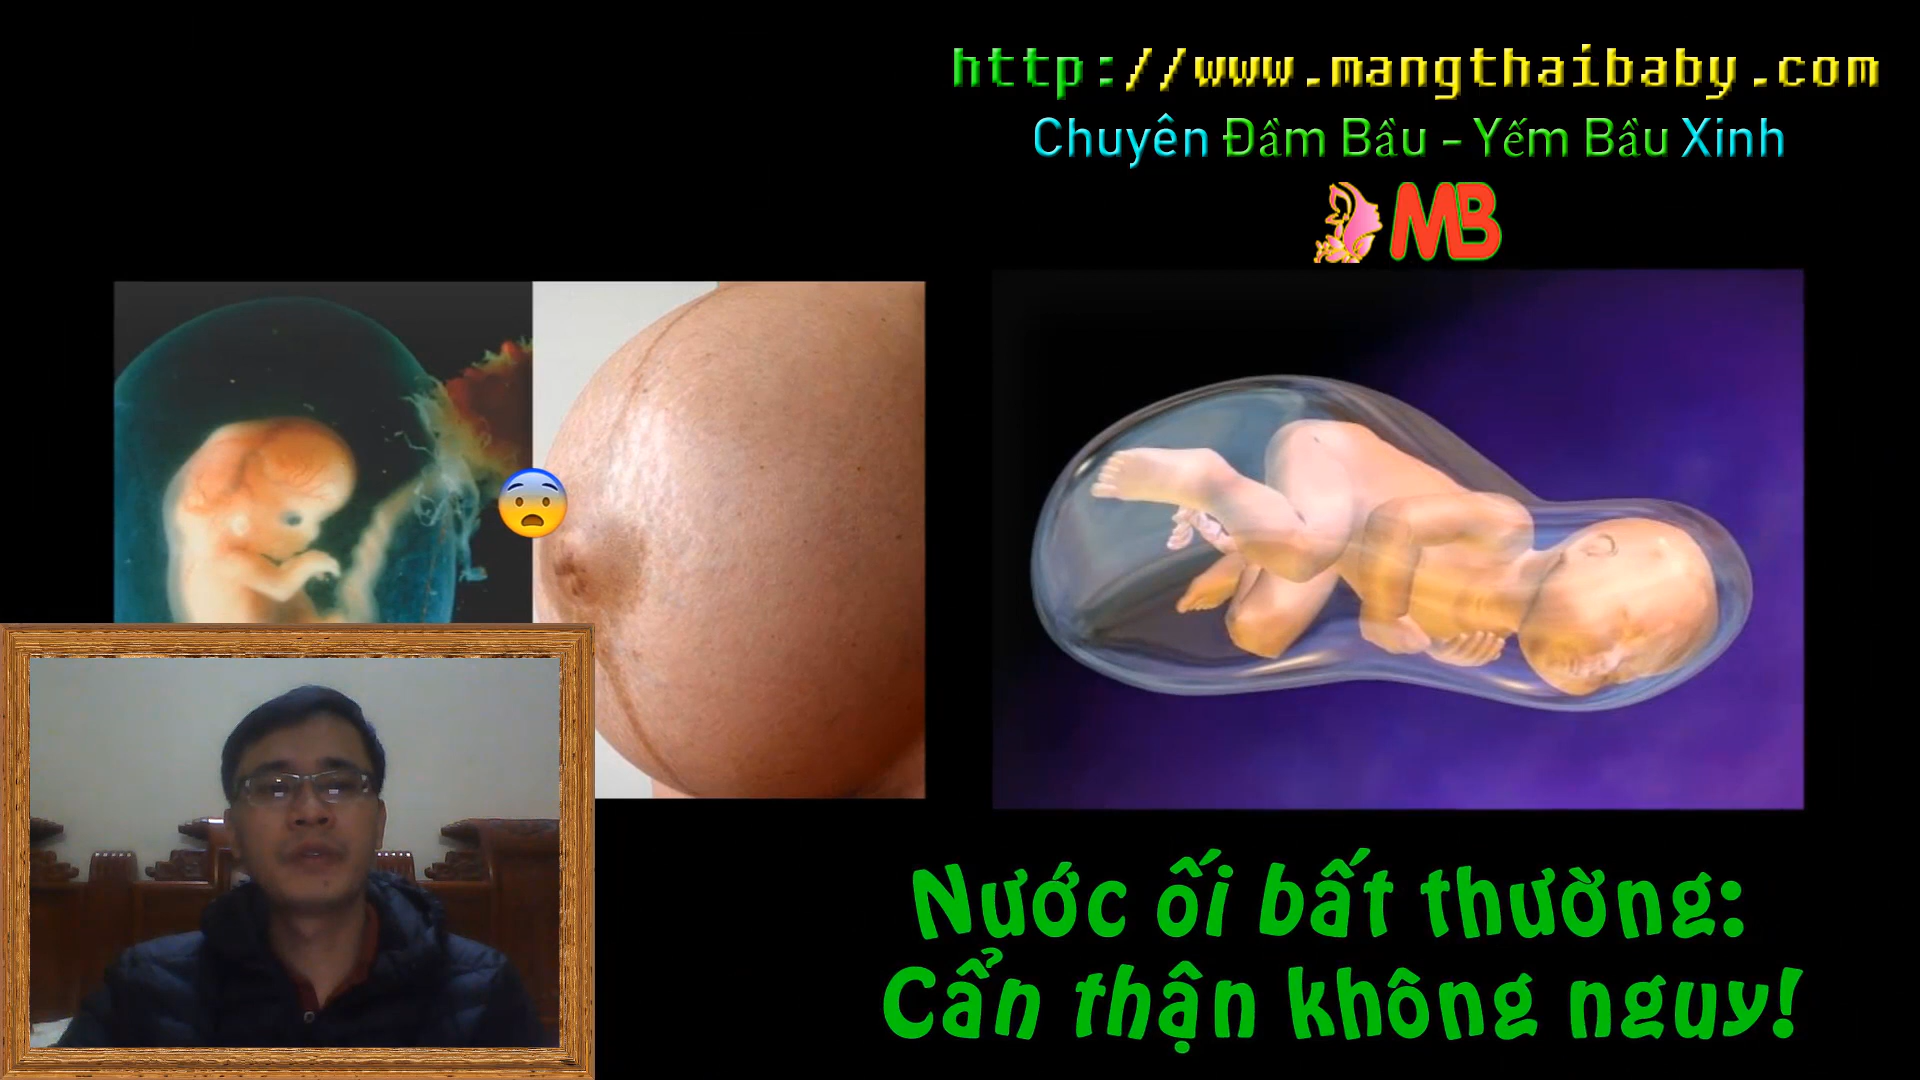 http://www.mangthaibaby.com
Chuyên Đầm Bầu - Yếm Bầu Xinh
MB
Nước ối bất thường:
Cẩn thận không nguy!